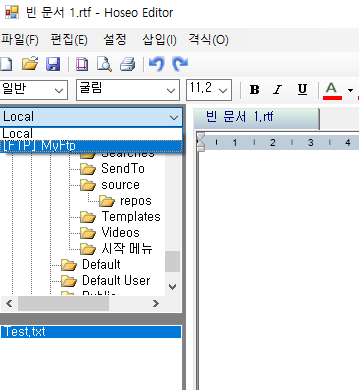 빈 문서 1.rtf - Hoseo Editor
파일(F) 편집(E) 설정 삽입(I) 격식(O)
일반 굴림 11,2 B I U A
Local 빈 문서 1.rtf
Local
[FTP] MyFtp
1 2 3 4
Searches
SendTo
source
repos
Templates
Videos
시작 메뉴
Default
Default User
Public
Test.txt